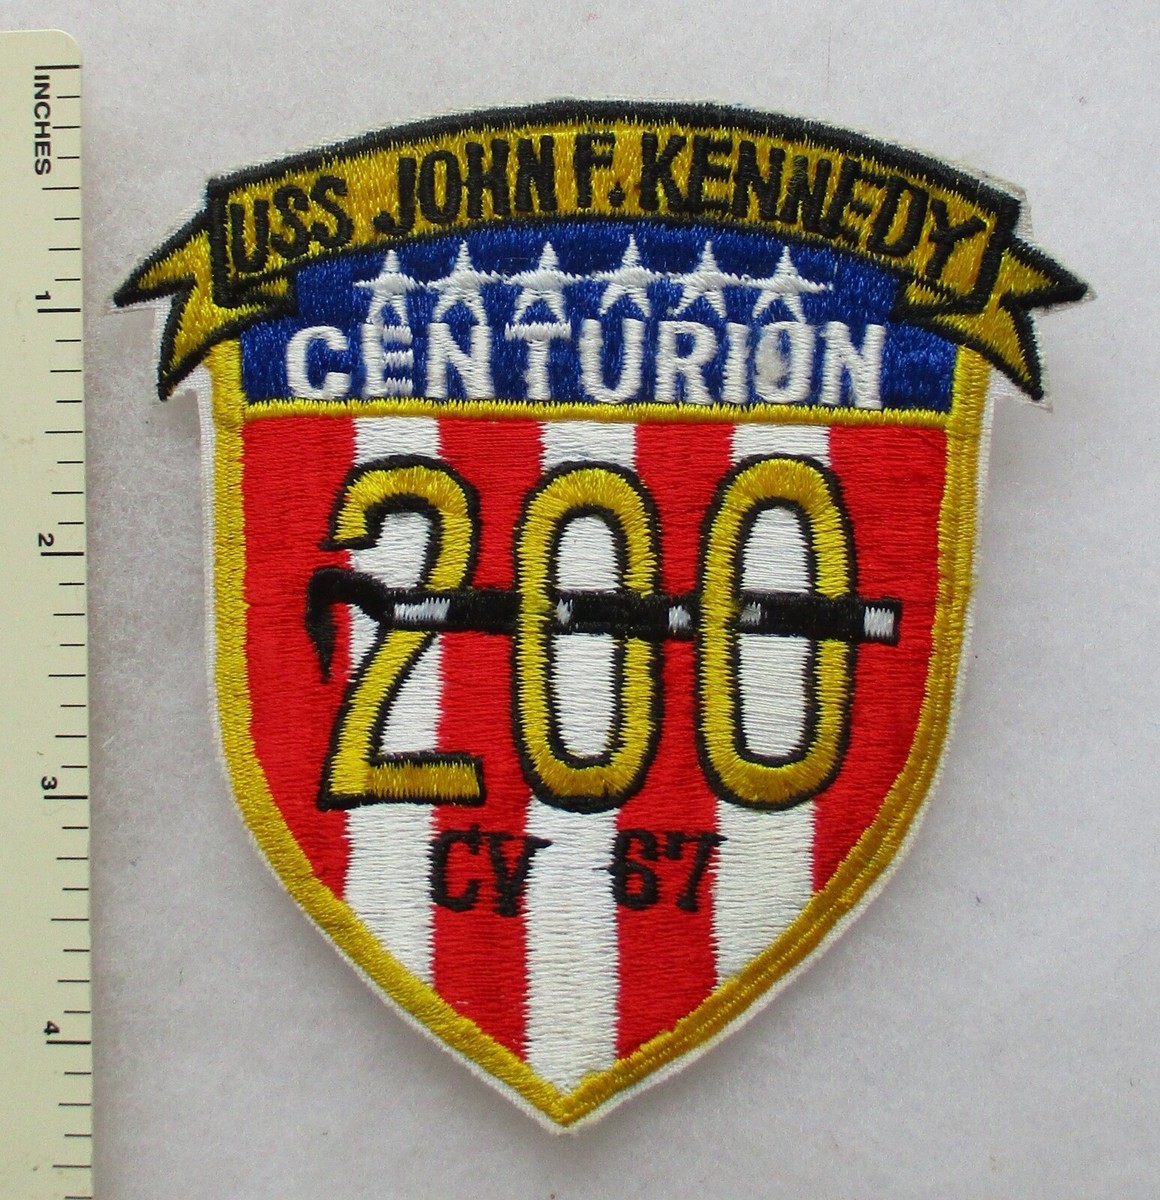 USS JOHN F. KENNEDY
CENTURION
200
CV 67
INCHES
1
2
3
4